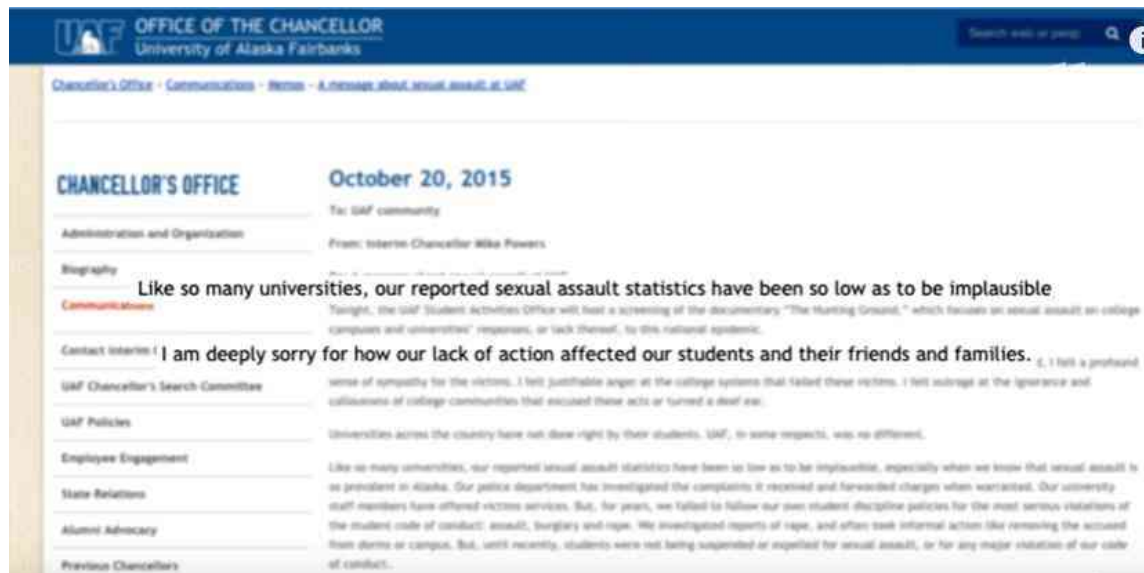 UAF
OFFICE OF THE CHANCELLOR
University of Alaska Fairbanks
Search web or
Chancellor's Office - Communications - Memos - A message about sexual assault at UAF
CHANCELLOR'S OFFICE
Administration and Organization
Biography
Communications
Contact Interim
UAF Chancellor's Search Committee
UAF Policies
Employee Engagement
State Relations
Alumni Advocacy
Previous Chancellors
October 20, 2015
To: UAF community
From: Interim Chancellor Mike Powers
Like so many universities, our reported sexual assault statistics have been so low as to be implausible
Tonight, the UAF Student Activities Office will host a screening of the documentary "The Hunting Ground," which focuses on sexual assault on college
campuses and universities' responses, or lack thereof, to this national epidemic.
I am deeply sorry for how our lack of action affected our students and their friends and families.
I felt a profound
sense of sympathy for the victims. I felt justifiable anger at the college systems that failed these victims. I felt outrage at the ignorance and
callousness of college communities that excused these acts or turned a deaf ear.
Universities across the country have not done right by their students. UAF, in some respects, was no different.
Like so many universities, our reported sexual assault statistics have been so low as to be implausible, especially when we know that sexual assault is
so prevalent in Alaska. Our police department has investigated the complaints it received and forwarded charges when warranted. Our university
staff members have offered victims services. But, for years, we failed to follow our own student discipline policies for the most serious violations of
the student code of conduct: assault, burglary and rape. We investigated reports of rape, and often took informal action like removing the accused
from dorms or campus. But, until recently, students were not being suspended or expelled for sexual assault, or for any major violation of our code
of conduct.